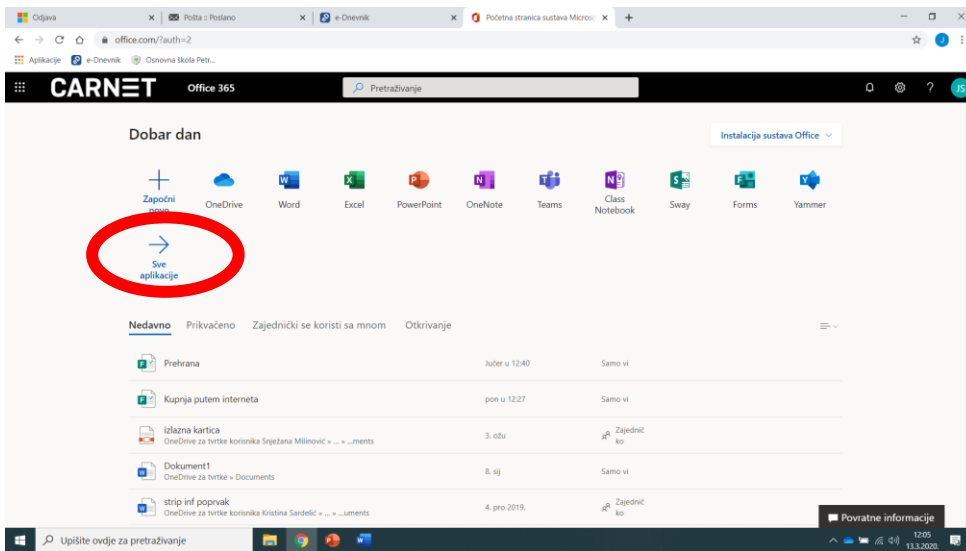 Odjava
Pošta :: Poslano
e-Dnevnik
Početna stranica sustava Microso
office.com/?auth=2
Aplikacije
e-Dnevnik
Osnovna škola Petr...
CARNET
Office 365
Pretraživanje
JS
Dobar dan
Instalacija sustava Office
Započni
novo
OneDrive
Word
Excel
PowerPoint
OneNote
Teams
Class
Notebook
Sway
Forms
Yammer
Sve
aplikacije
Nedavno
Prikvačeno
Zajednički se koristi sa mnom
Otkrivanje
Prehrana
Jučer u 12:40
Samo vi
Kupnja putem interneta
pon u 12:27
Samo vi
izlazna kartica
OneDrive za tvrtke korisnika Snježana Milinović » ... » ...ments
3. ožu
Zajednič
ko
Dokument1
OneDrive za tvrtke » Documents
8. sij
Samo vi
strip inf poprvak
OneDrive za tvrtke korisnika Kristina Sardelić » ... » ...uments
4. pro 2019.
Zajednič
ko
Povratne informacije
Upišite ovdje za pretraživanje
12:05
13.3.2020.